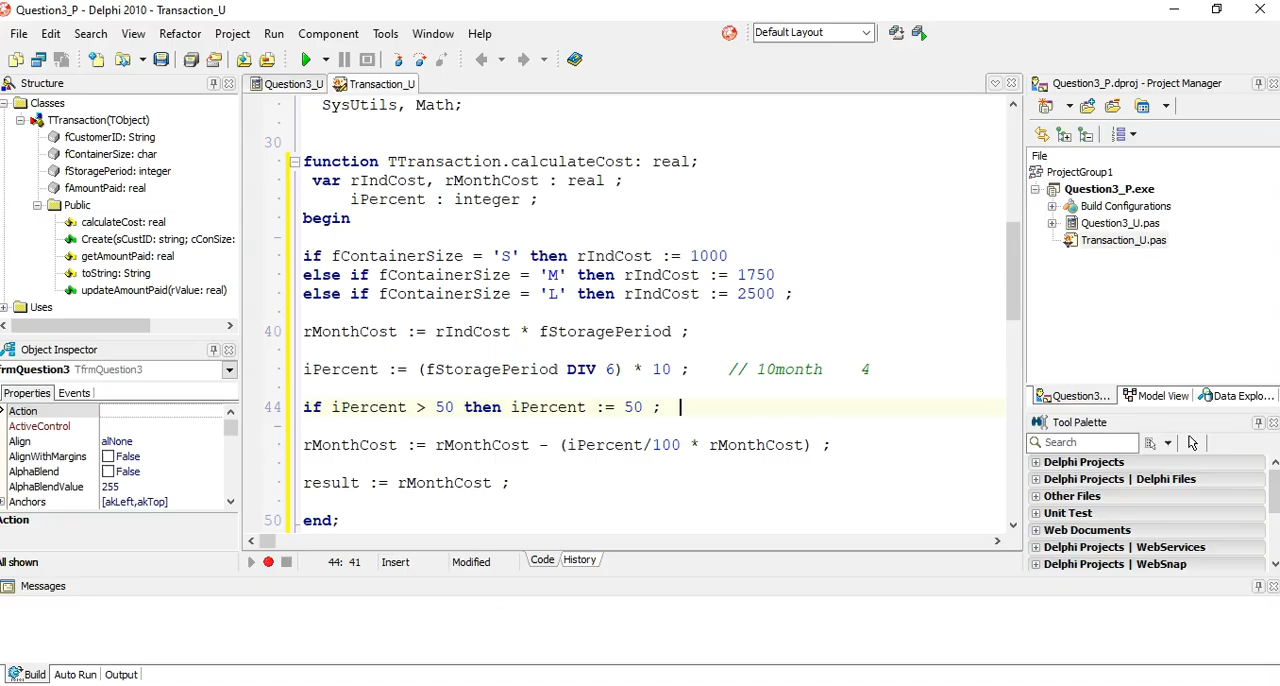 Question3_P - Delphi 2010 - Transaction_U
File Edit Search View Refactor Project Run Component Tools Window Help
Default Layout
Structure
Classes
TTransaction(TObject)
fCustomerID: String
fContainerSize: char
fStoragePeriod: integer
fAmountPaid: real
Public
calculateCost: real
Create(sCustID: string; cConSize:
getAmountPaid: real
toString: String
updateAmountPaid(rValue: real)
Uses
Object Inspector
frmQuestion3 TfrmQuestion3
Properties Events
Action
ActiveControl
Align alNone
AlignWithMargins False
AlphaBlend False
AlphaBlendValue 255
Anchors [akLeft,akTop]
Action
All shown
Question3_U Transaction_U
SysUtils, Math;
30
function TTransaction.calculateCost: real;
var rIndCost, rMonthCost : real ;
iPercent : integer ;
begin
if fContainerSize = 'S' then rIndCost := 1000
else if fContainerSize = 'M' then rIndCost := 1750
else if fContainerSize = 'L' then rIndCost := 2500 ;
40 rMonthCost := rIndCost * fStoragePeriod ;
iPercent := (fStoragePeriod DIV 6) * 10 ; // 10month 4
44 if iPercent > 50 then iPercent := 50 ;
rMonthCost := rMonthCost - (iPercent/100 * rMonthCost) ;
result := rMonthCost ;
50 end;
44: 41 Insert Modified Code History
Question3_P.dproj - Project Manager
File
ProjectGroup1
Question3_P.exe
Build Configurations
Question3_U.pas
Transaction_U.pas
Question3... Model View Data Explo...
Tool Palette
Search
Delphi Projects
Delphi Projects | Delphi Files
Other Files
Unit Test
Web Documents
Delphi Projects | WebServices
Delphi Projects | WebSnap
Messages
Build Auto Run Output